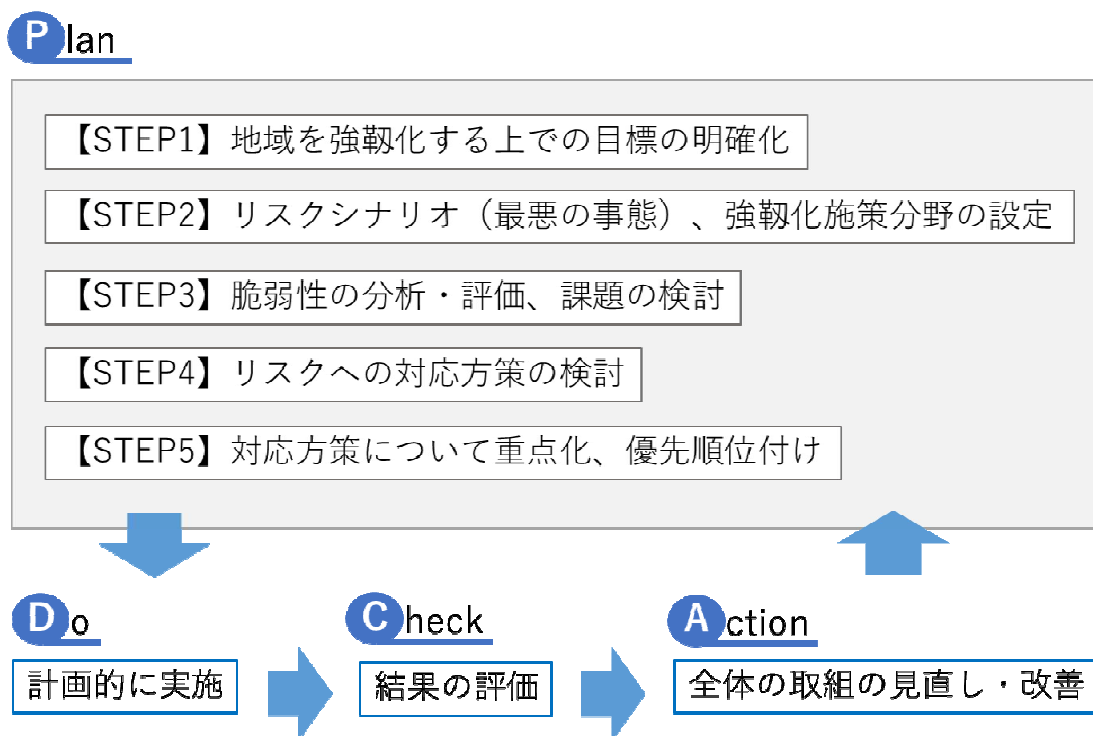 Plan
【STEP1】地域を強靱化する上での目標の明確化
【STEP2】リスクシナリオ（最悪の事態）、強靱化施策分野の設定
【STEP3】脆弱性の分析・評価、課題の検討
【STEP4】リスクへの対応方策の検討
【STEP5】対応方策について重点化、優先順位付け
Do
計画的に実施
Check
結果の評価
Action
全体の取組の見直し・改善